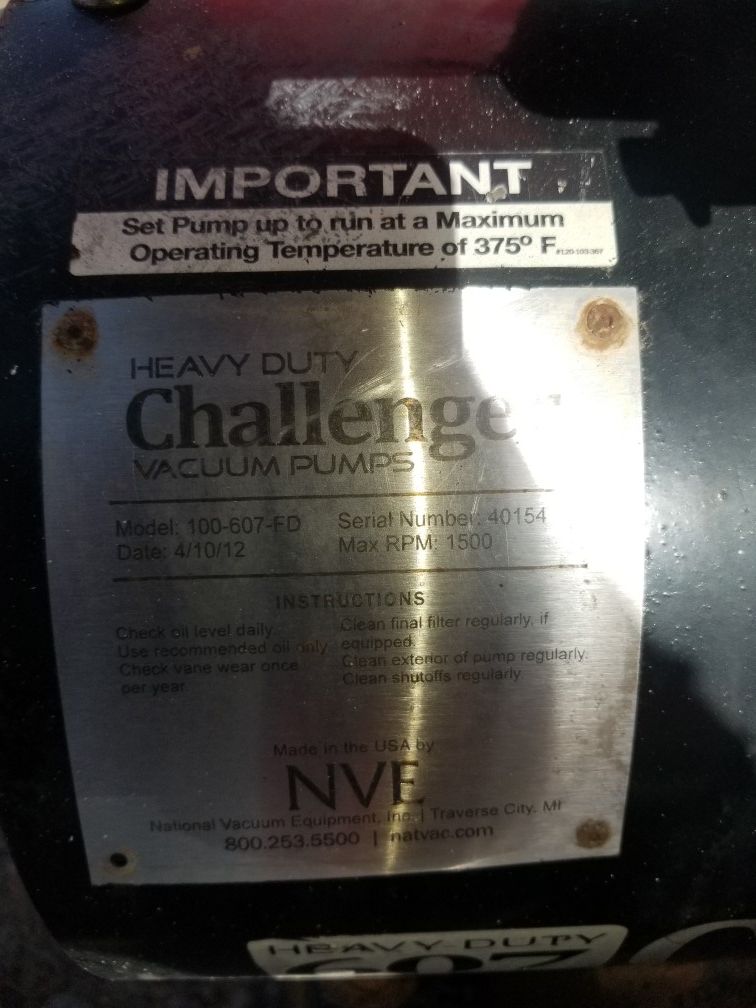 IMPORTANT
Set Pump up to run at a Maximum
Operating Temperature of 375º F
HEAVY DUTY
Challenger
VACUUM PUMPS
Model: 100-607-FD Serial Number: 40154
Date: 4/10/12 Max RPM: 1500
INSTRUCTIONS
Check oil level daily.
Use recommended oil only
Check vane wear once
per year.
Clean final filter regularly, if
equipped.
Clean exterior of pump regularly.
Clean shutoffs regularly
Made in the USA by
NVE
National Vacuum Equipment, Inc. | Traverse City, MI
800.253.5500 | natvac.com
HEAVY-DUTY
607